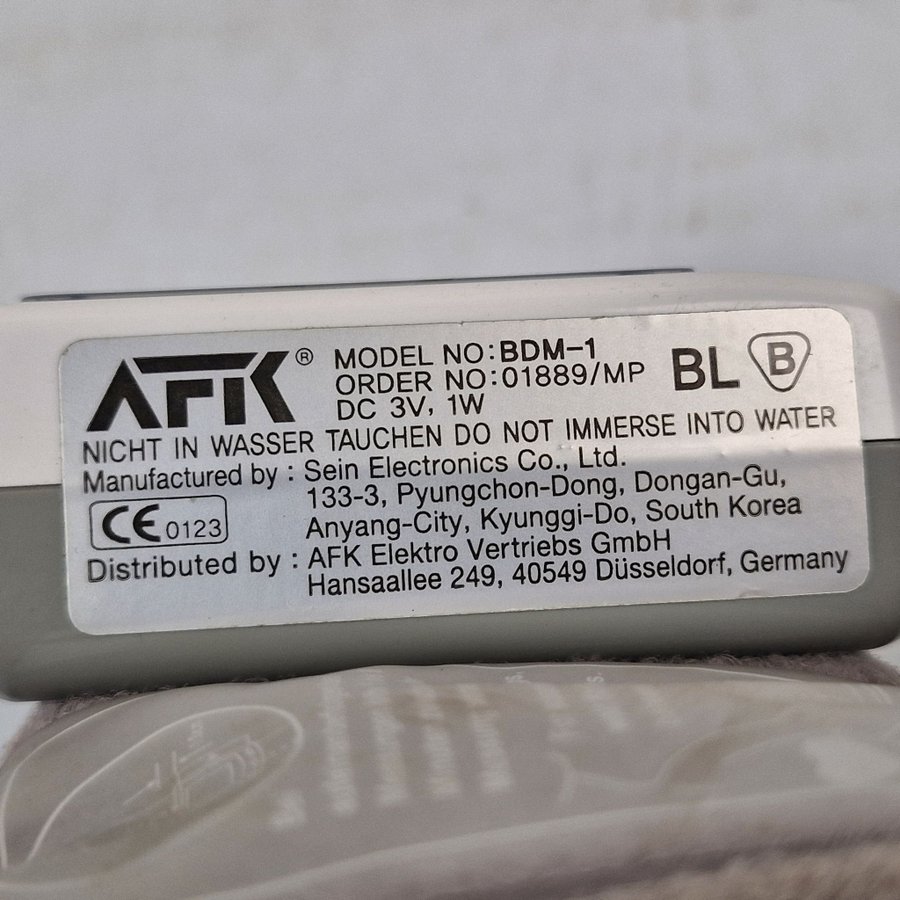 AFK® MODEL NO:BDM-1 BL B
ORDER NO:01889/MP
DC 3V, 1W
NICHT IN WASSER TAUCHEN DO NOT IMMERSE INTO WATER
Manufactured by : Sein Electronics Co., Ltd.
133-3, Pyungchon-Dong, Dongan-Gu,
CE 0123 Anyang-City, Kyunggi-Do, South Korea
Distributed by : AFK Elektro Vertriebs GmbH
Hansaallee 249, 40549 Düsseldorf, Germany